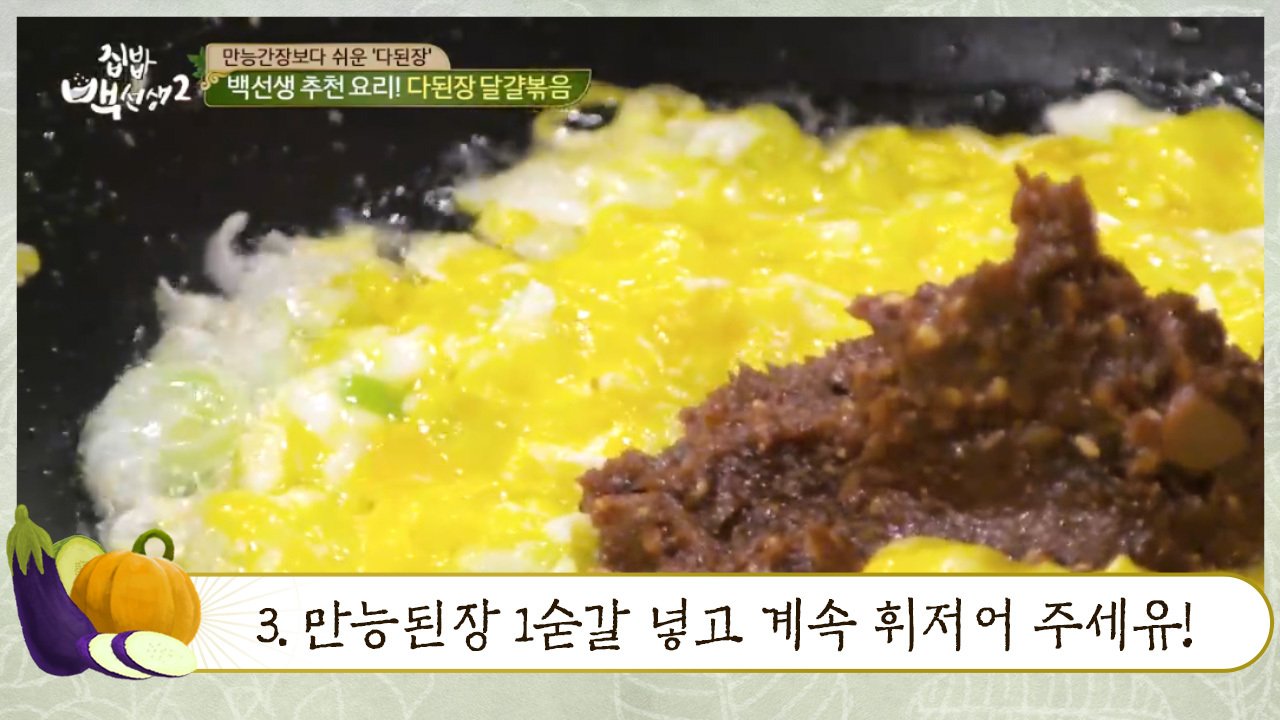 집밥
백선생2
만능간장보다 쉬운 '다된장'
백선생 추천 요리! 다된장 달걀볶음
3. 만능된장 1숟갈 넣고 계속 휘저어 주세유!